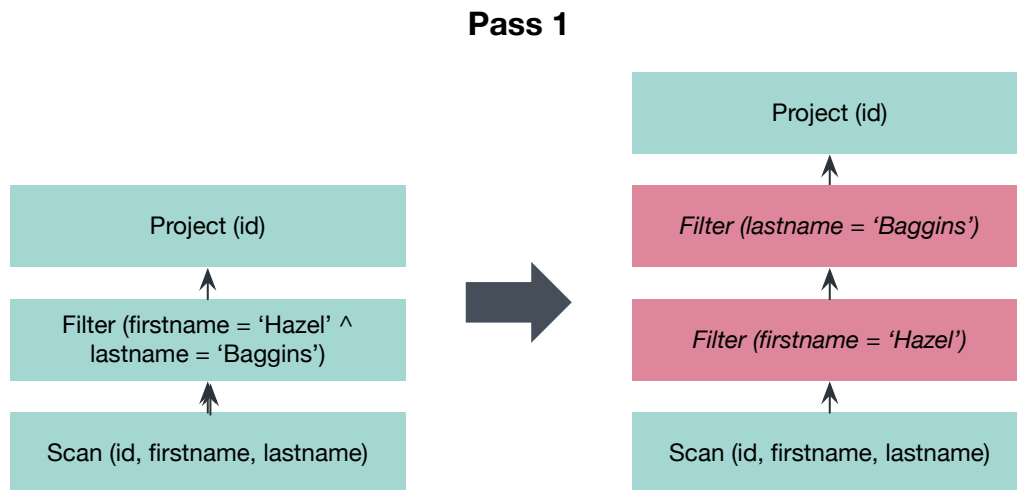 Pass 1
Project (id)
Filter (firstname = ‘Hazel’ ^
lastname = ‘Baggins’)
Scan (id, firstname, lastname)
Project (id)
Filter (lastname = ‘Baggins’)
Filter (firstname = ‘Hazel’)
Scan (id, firstname, lastname)